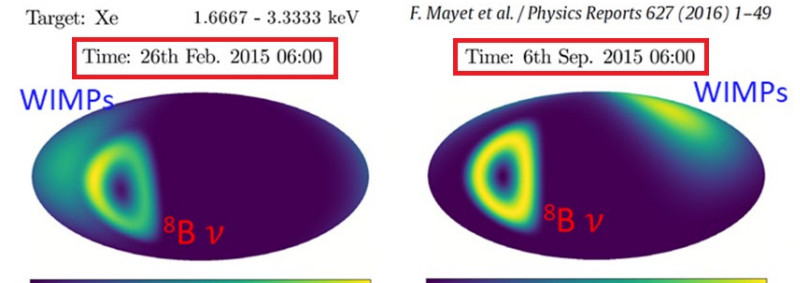 Target: Xe 1.6667 - 3.3333 keV
F. Mayet et al. / Physics Reports 627 (2016) 1–49
Time: 26th Feb. 2015 06:00
Time: 6th Sep. 2015 06:00
WIMPs
WIMPs
⁸B ν
⁸B ν